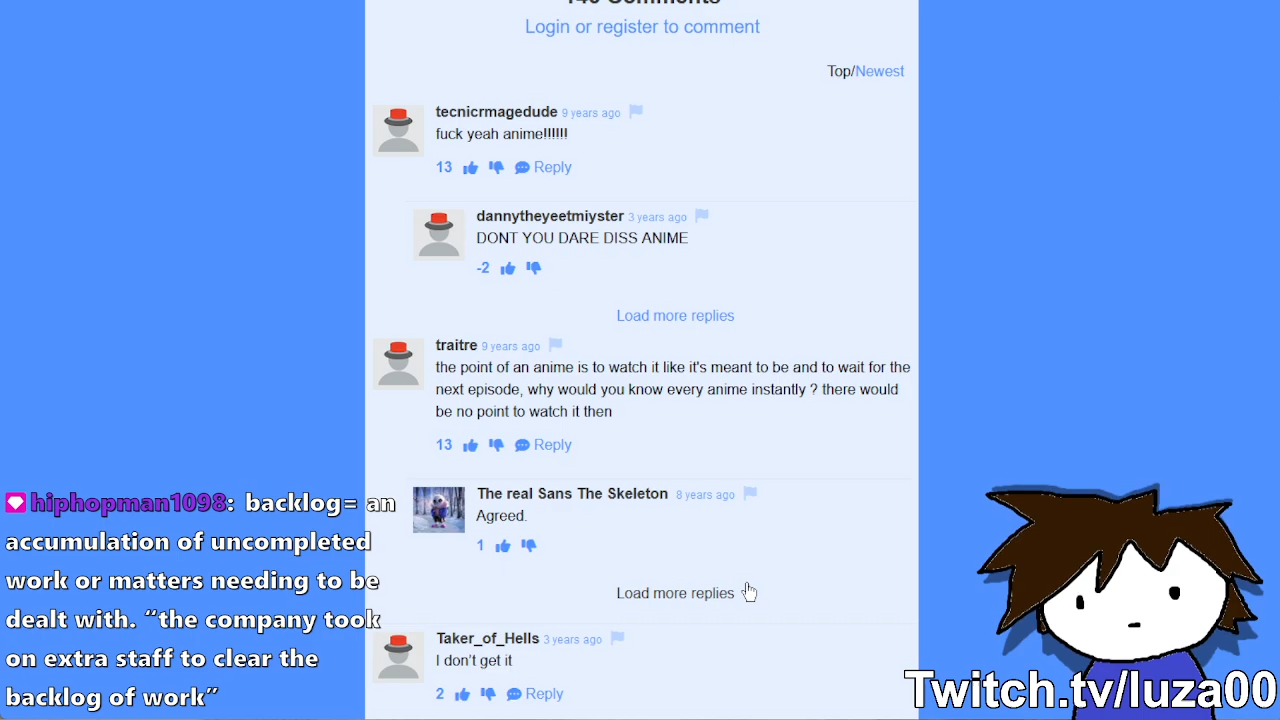 140 Comments
Login or register to comment
Top/Newest
tecnicrmagedude 9 years ago
fuck yeah anime!!!!!!
13 Reply
dannytheyeetmiyster 3 years ago
DONT YOU DARE DISS ANIME
-2
Load more replies
traitre 9 years ago
the point of an anime is to watch it like it's meant to be and to wait for the
next episode, why would you know every anime instantly ? there would
be no point to watch it then
13 Reply
The real Sans The Skeleton 8 years ago
Agreed.
1
Load more replies
Taker_of_Hells 3 years ago
I don't get it
2 Reply
hiphopman1098: backlog= an
accumulation of uncompleted
work or matters needing to be
dealt with. “the company took
on extra staff to clear the
backlog of work”
Twitch.tv/luza00